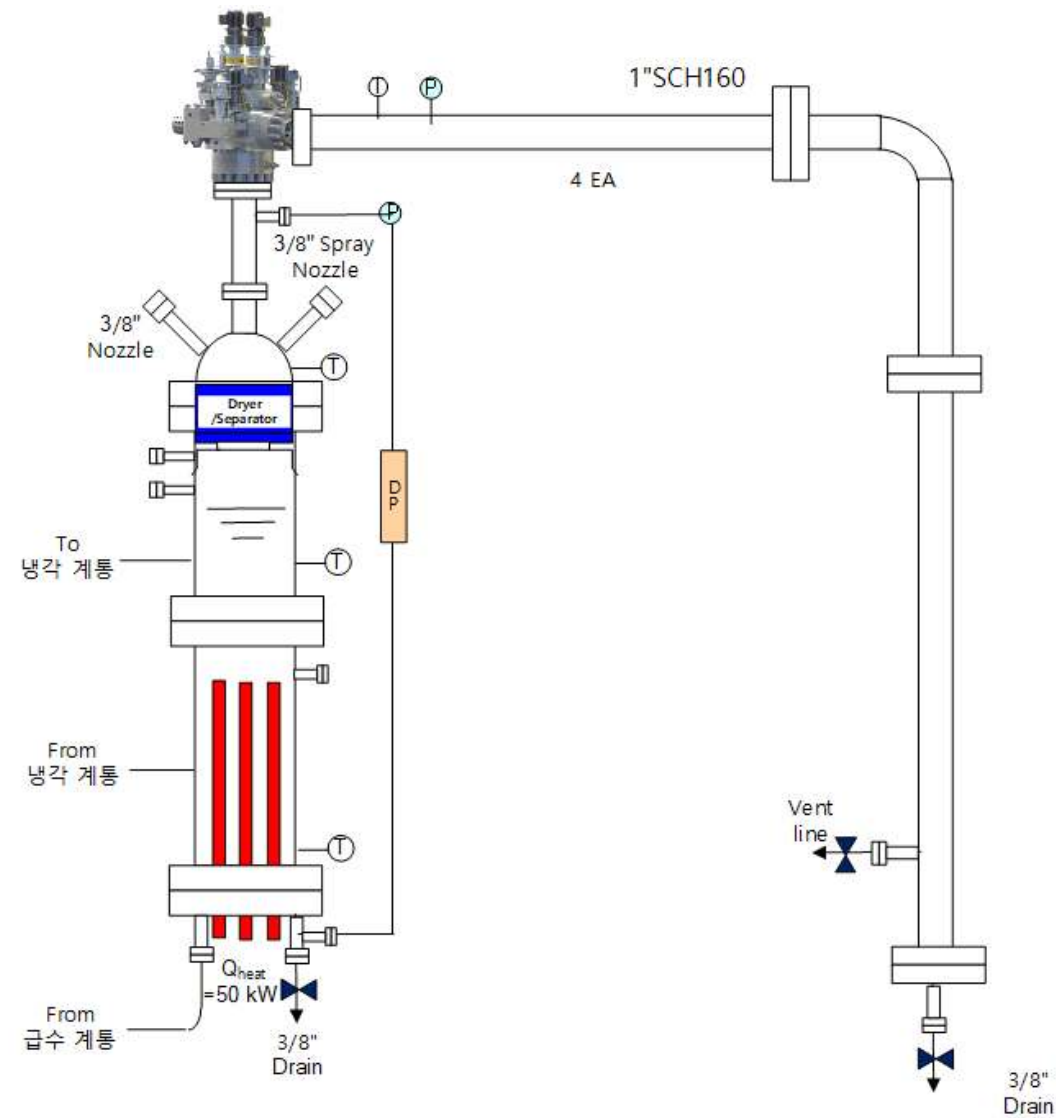 1"SCH160
T
P
4 EA
P
3/8" Spray
Nozzle
3/8"
Nozzle
T
Dryer
/Separator
D
P
To
냉각 계통
T
From
냉각 계통
Vent
line
T
Qheat
=50 kW
From
급수 계통
3/8"
Drain
3/8"
Drain